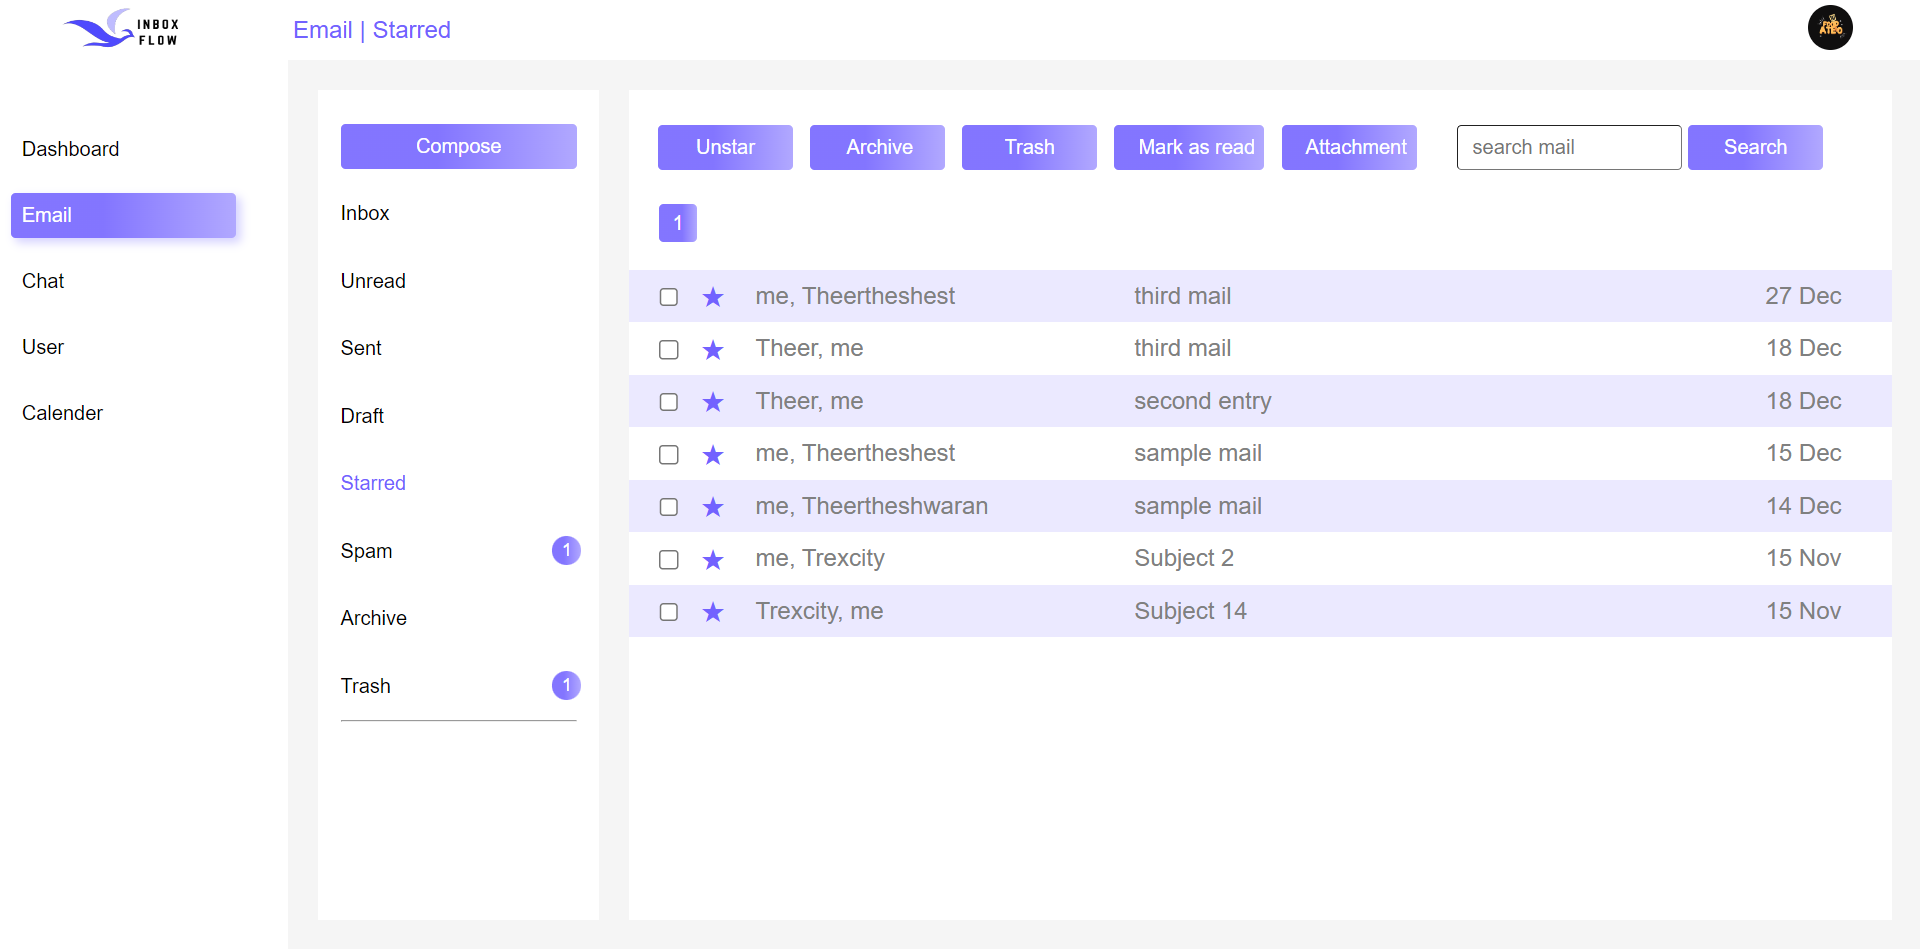 INBOX
FLOW
Email | Starred
FOOD
ATEO
Dashboard
Email
Chat
User
Calender
Compose
Inbox
Unread
Sent
Draft
Starred
Spam 1
Archive
Trash 1
Unstar Archive Trash Mark as read Attachment search mail Search
1
me, Theertheshest third mail 27 Dec
Theer, me third mail 18 Dec
Theer, me second entry 18 Dec
me, Theertheshest sample mail 15 Dec
me, Theertheshwaran sample mail 14 Dec
me, Trexcity Subject 2 15 Nov
Trexcity, me Subject 14 15 Nov